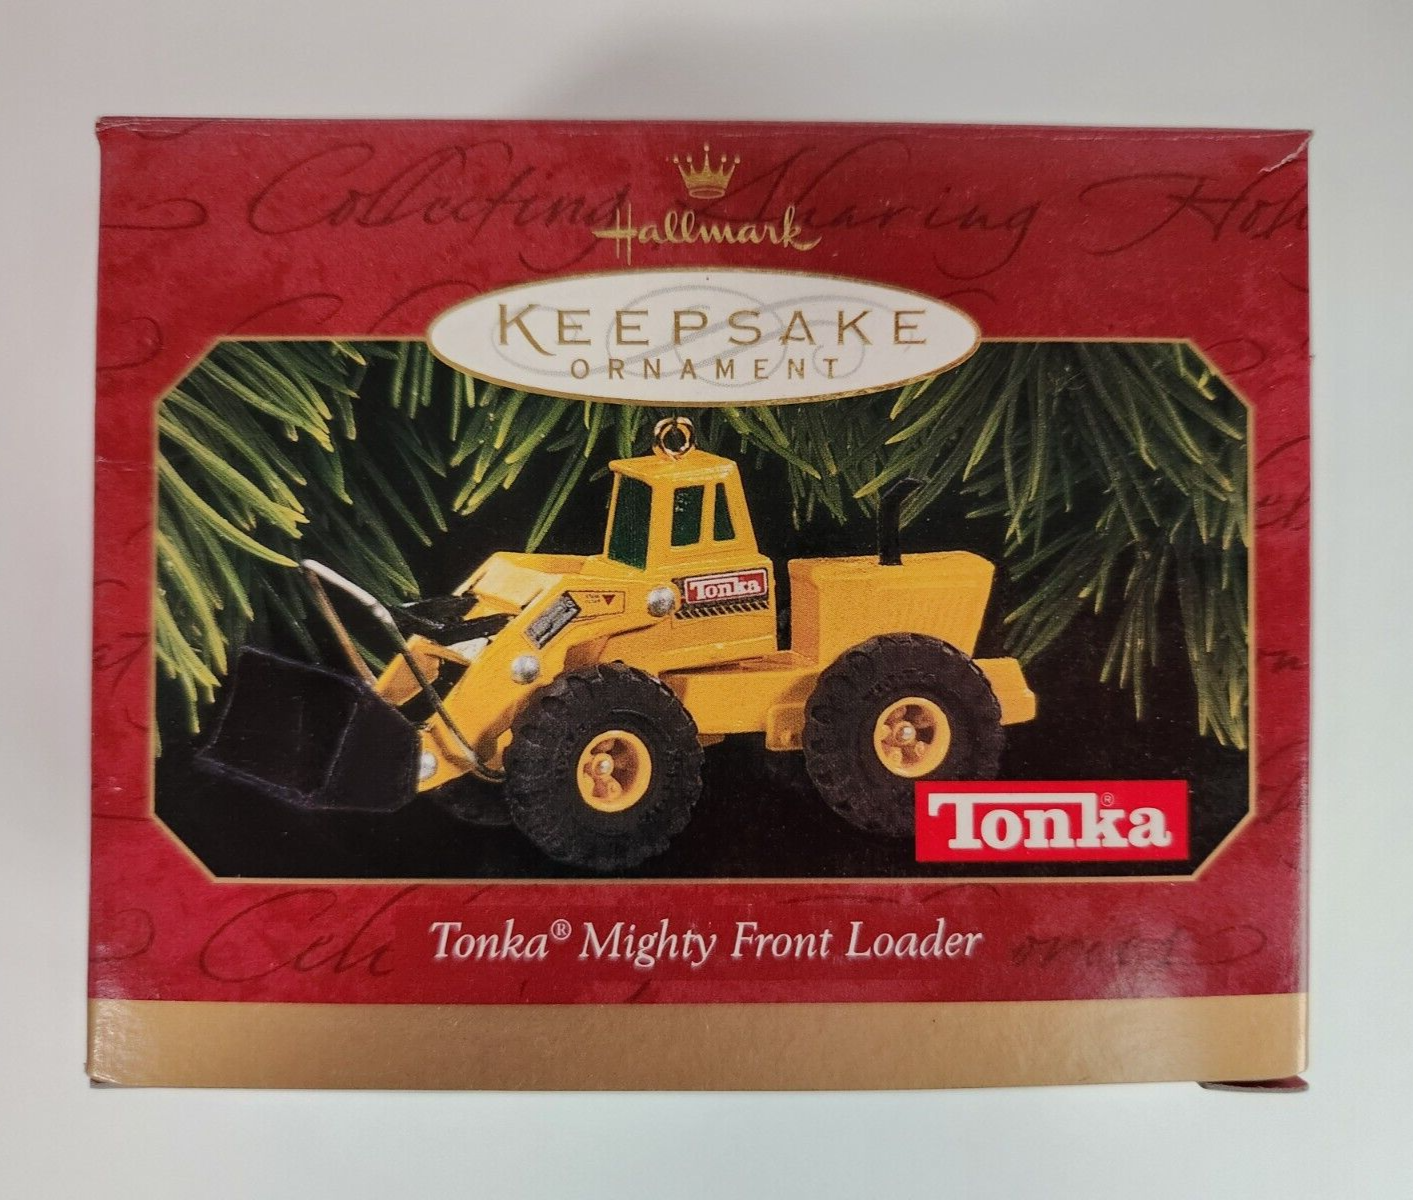 Collecting Sharing
Hallmark
KEEPSAKE
ORNAMENT
Tonka
Tonka®
Tonka® Mighty Front Loader